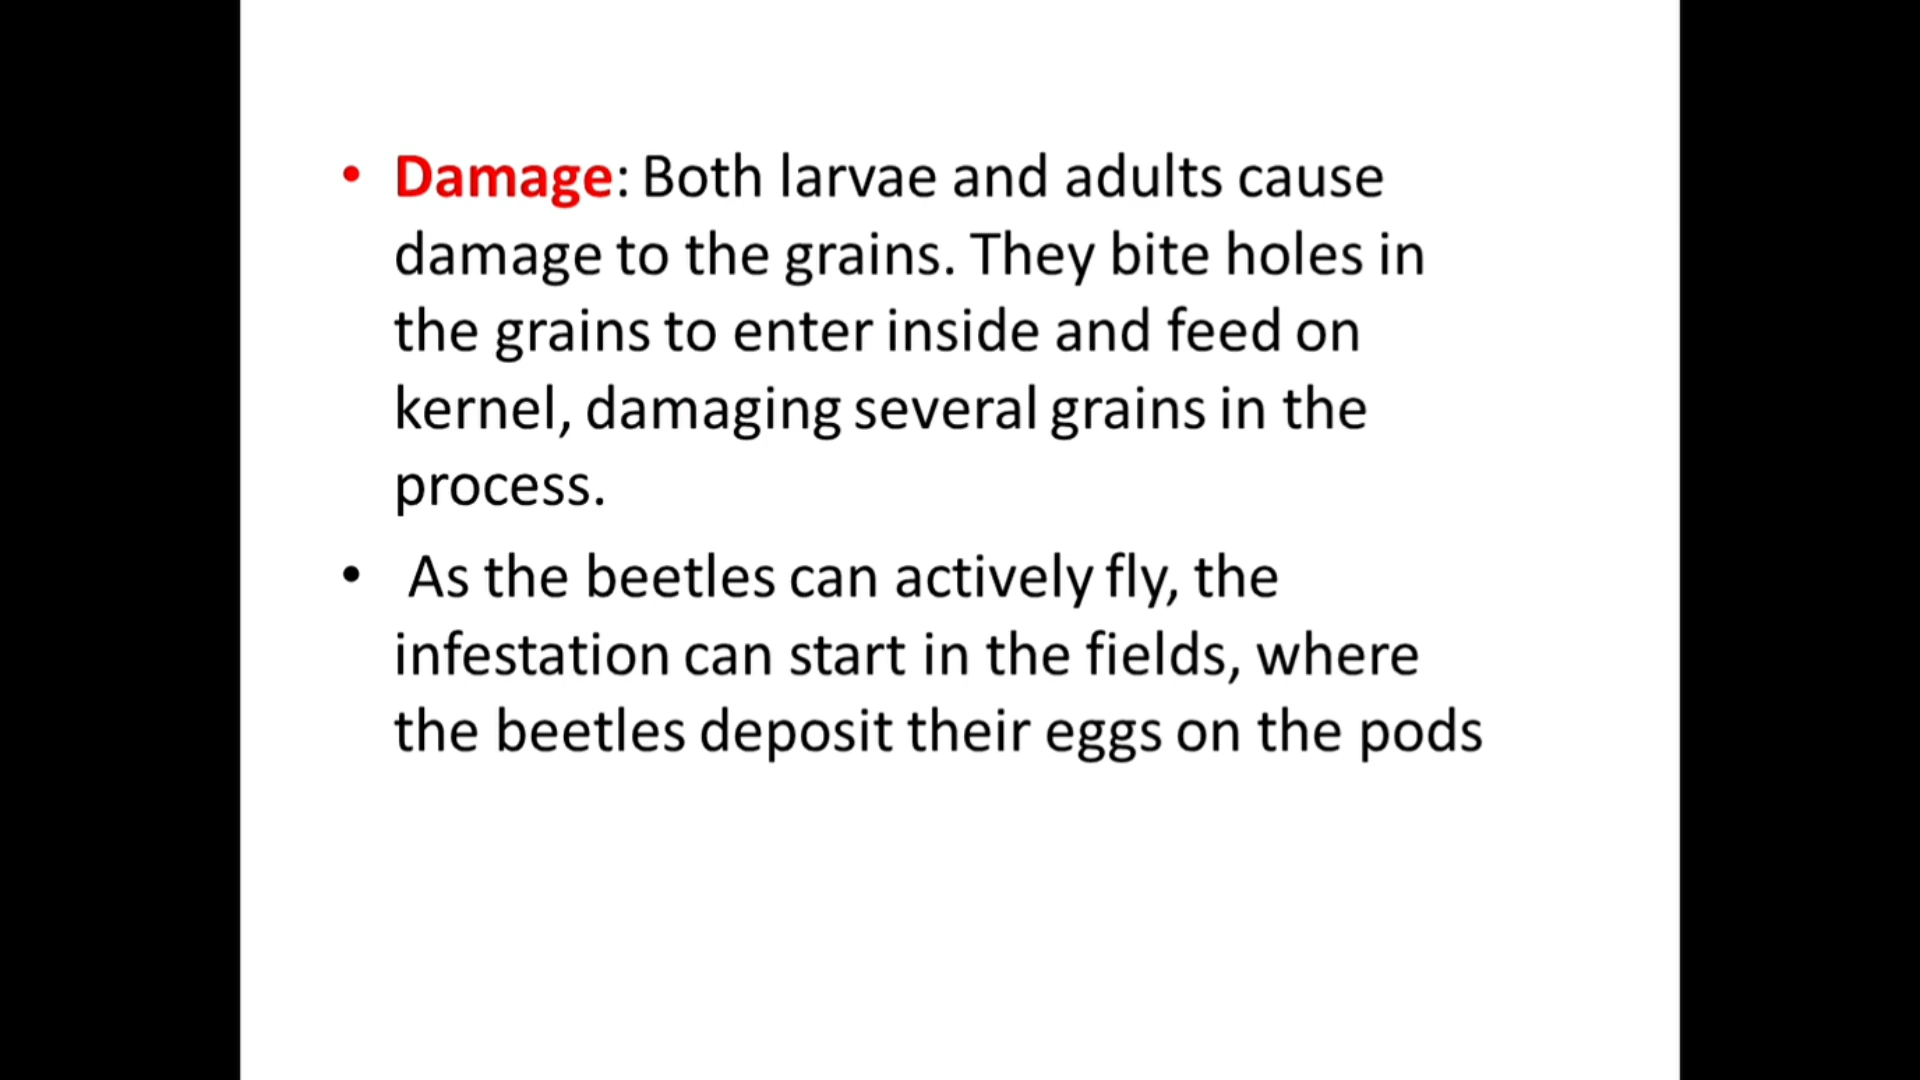 • Damage: Both larvae and adults cause
damage to the grains. They bite holes in
the grains to enter inside and feed on
kernel, damaging several grains in the
process.
• As the beetles can actively fly, the
infestation can start in the fields, where
the beetles deposit their eggs on the pods